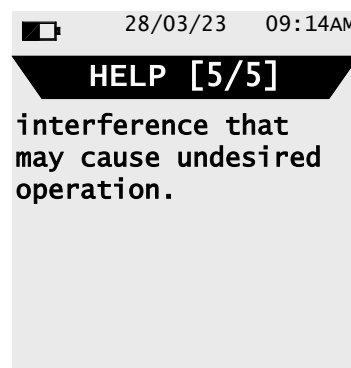 28/03/23 09:14AM
HELP [5/5]
interference that
may cause undesired
operation.